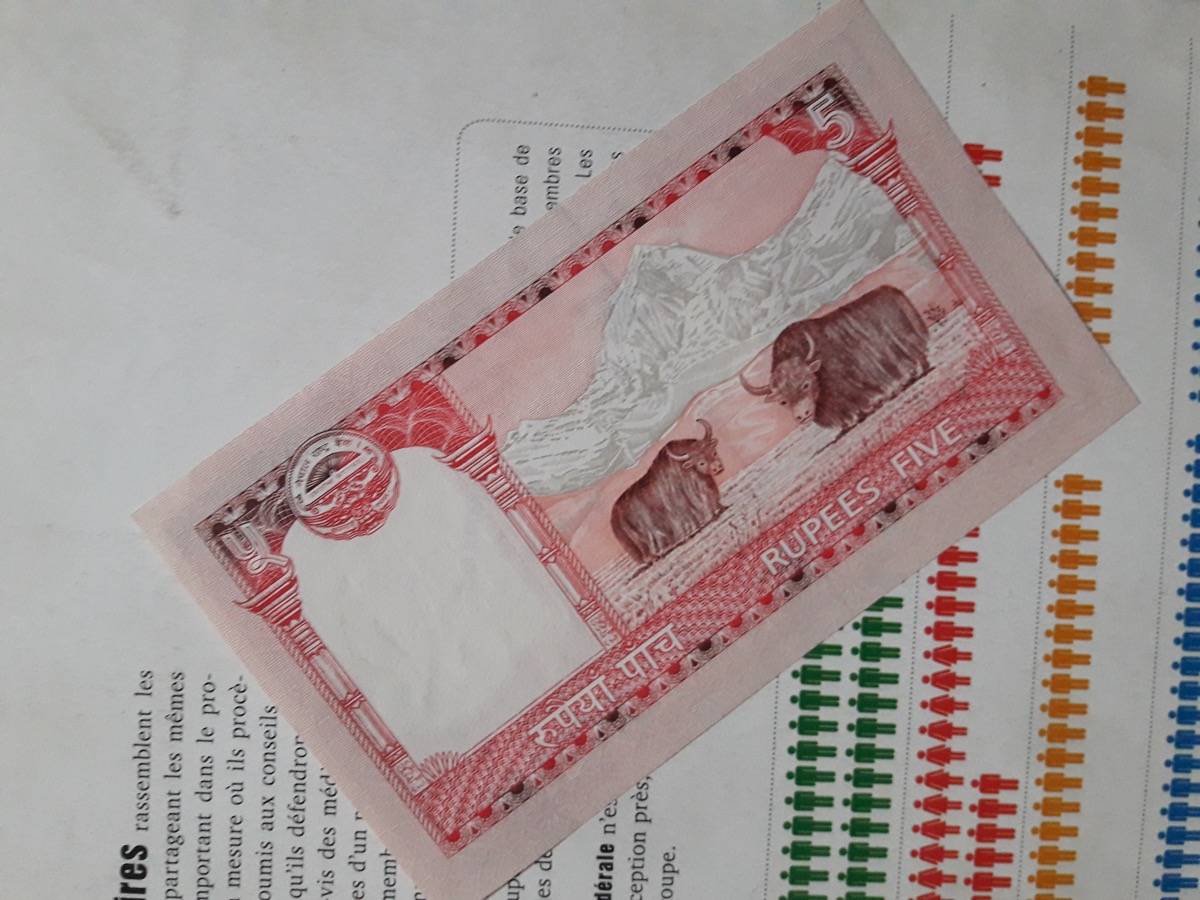 ires rassemblent les
partageant les mêmes
mportant dans le pro-
mesure où ils procè-
oumis aux conseils
qu'ils défendron
-vis des méd
es d'un
memb
up
es de
dérale n'es
ception près,
oupe.
base de
embres
Les
s
५
रुपैयाँ पाँच
RUPEES FIVE
5